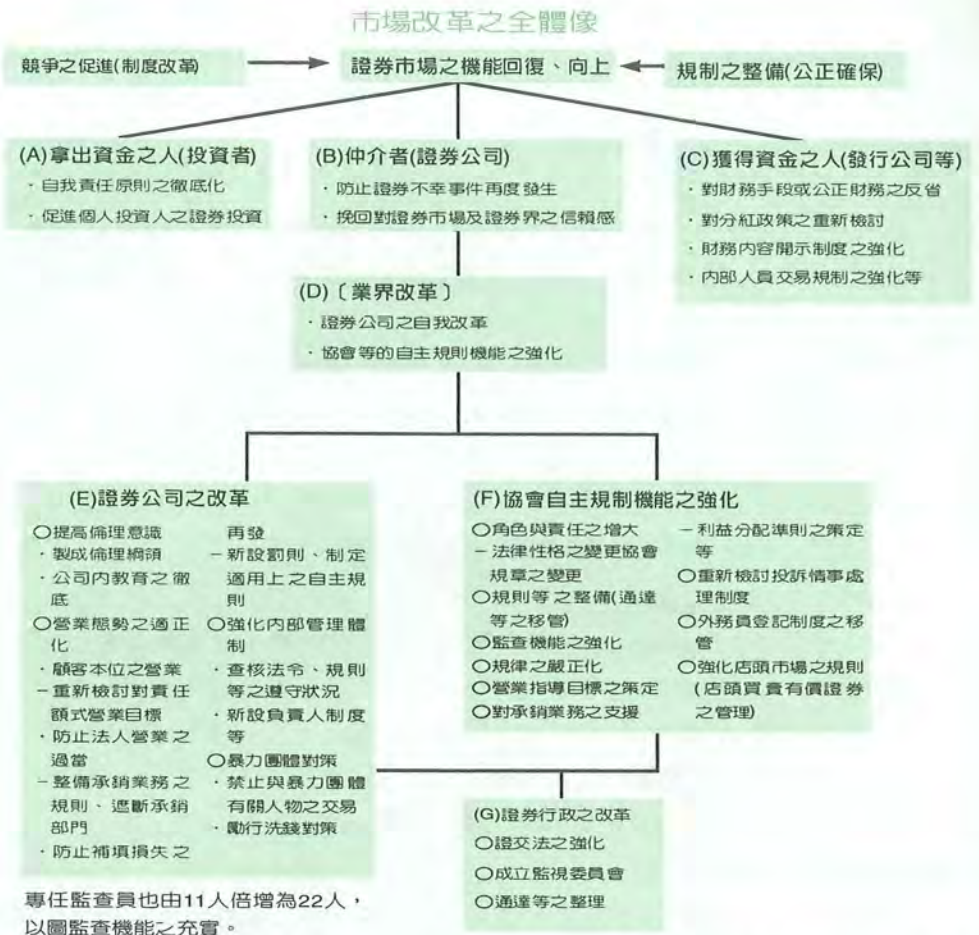 市場改革之全體像
競爭之促進(制度改革)
證券市場之機能回復、向上
規制之整備(公正確保)
(A)拿出資金之人(投資者)
・自我責任原則之徹底化
・促進個人投資人之證券投資
(B)仲介者(證券公司)
・防止證券不幸事件再度發生
・挽回對證券市場及證券界之信賴感
(C)獲得資金之人(發行公司等)
・對財務手段或公正財務之反省
・對分紅政策之重新檢討
・財務內容開示制度之強化
・內部人員交易規制之強化等
(D)〔業界改革〕
・證券公司之自我改革
・協會等的自主規則機能之強化
(E)證券公司之改革
○提高倫理意識
・製成倫理綱領
・公司內教育之徹
底
○營業態勢之適正
化
・顧客本位之營業
－重新檢討對責任
額式營業目標
・防止法人營業之
過當
－整備承銷業務之
規則、遮斷承銷
部門
・防止補填損失之
再發
－新設罰則、制定
適用上之自主規
則
○強化內部管理體
制
・查核法令、規則
等之遵守狀況
・新設負責人制度
等
○暴力團體對策
・禁止與暴力團體
有關人物之交易
・勵行洗錢對策
(F)協會自主規制機能之強化
○角色與責任之增大
－法律性格之變更協會
規章之變更
○規則等之整備(通達
等之移管)
○監查機能之強化
○規律之嚴正化
○營業指導目標之策定
○對承銷業務之支援
－利益分配準則之策定
等
○重新檢討投訴情事處
理制度
○外務員登記制度之移
管
○強化店頭市場之規則
(店頭買賣有價證券
之管理)
(G)證券行政之改革
○證交法之強化
○成立監視委員會
○通達等之整理
專任監查員也由11人倍增為22人，
以圖監查機能之充實。